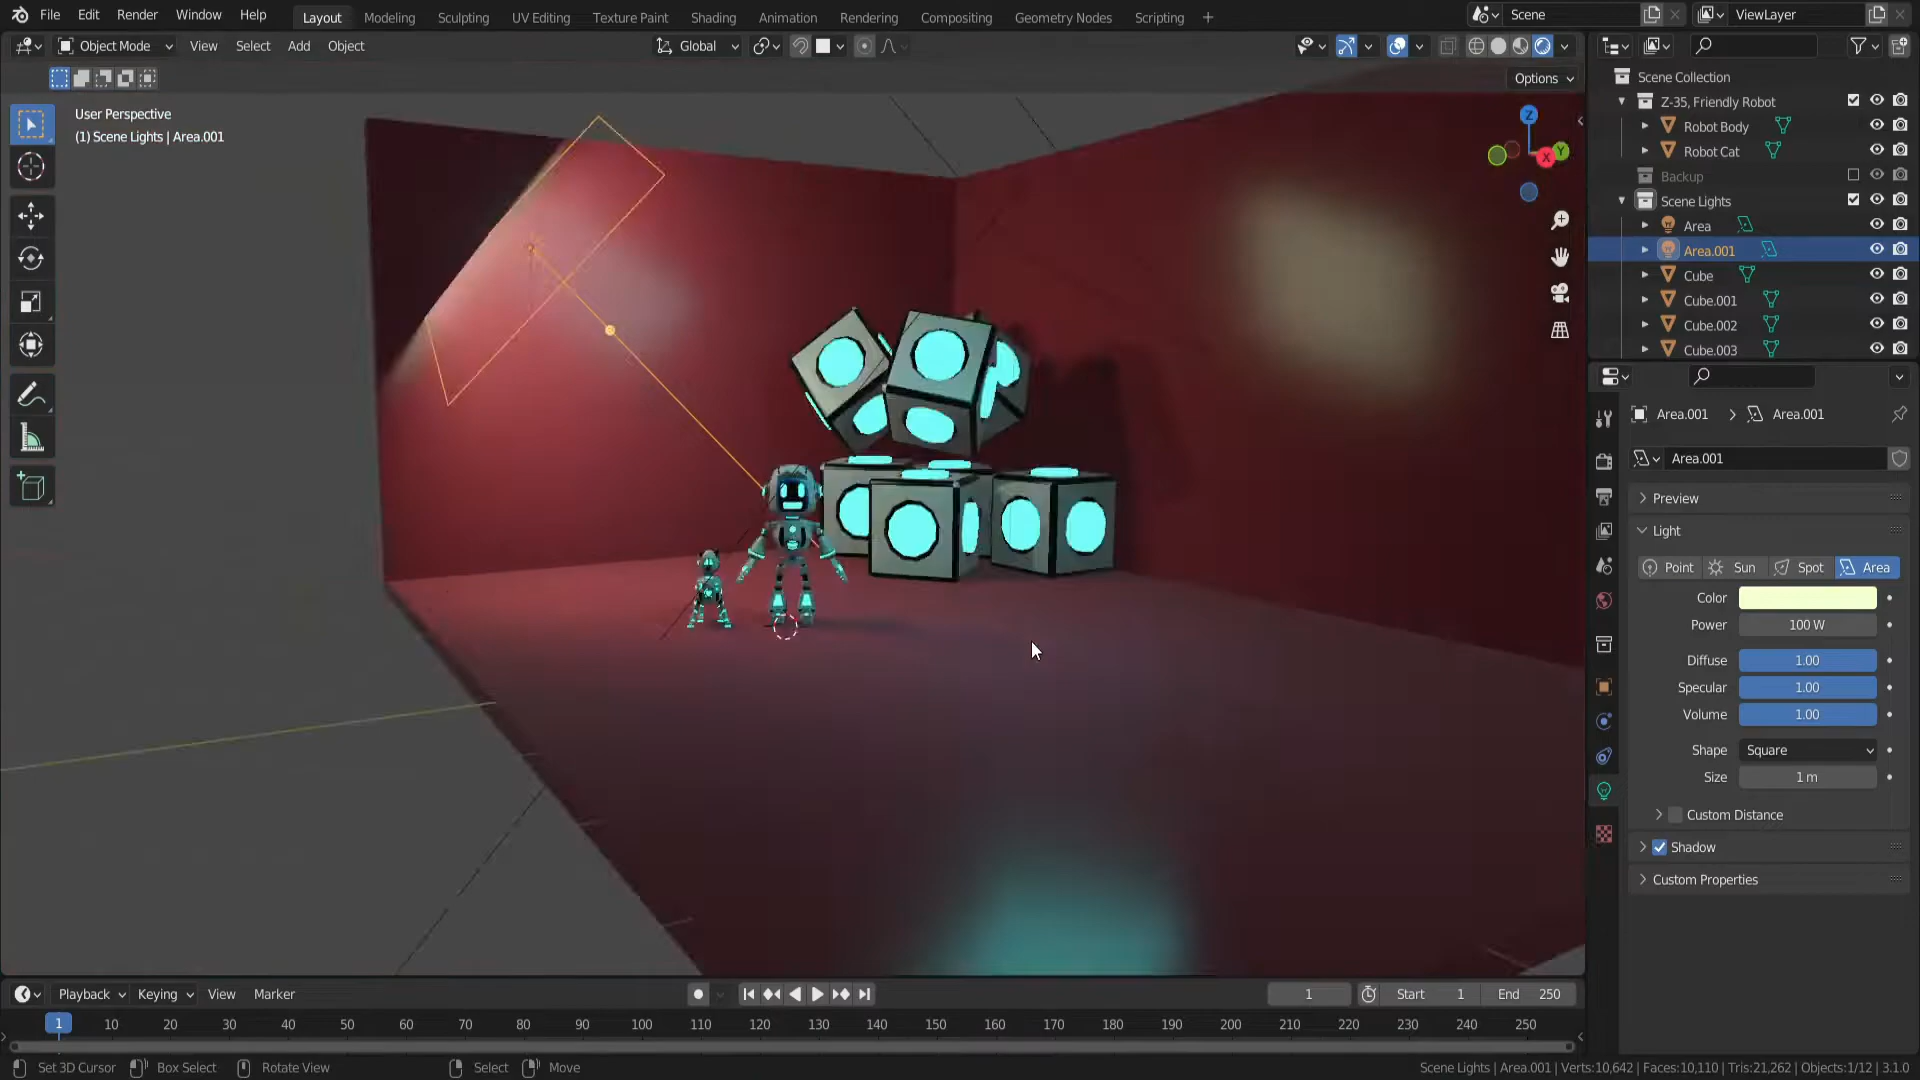 File Edit Render Window Help Layout Modeling Sculpting UV Editing Texture Paint Shading Animation Rendering Compositing Geometry Nodes Scripting Scene ViewLayer
Object Mode View Select Add Object Global
Options
User Perspective
(1) Scene Lights | Area.001
Z
Y
X
Scene Collection
Z-35, Friendly Robot
Robot Body
Robot Cat
Backup
Scene Lights
Area
Area.001
Cube
Cube.001
Cube.002
Cube.003
Area.001 Area.001
Area.001
Preview
Light
Point Sun Spot Area
Color
Power 100 W
Diffuse 1.00
Specular 1.00
Volume 1.00
Shape Square
Size 1 m
Custom Distance
Shadow
Custom Properties
Playback Keying View Marker 1 Start 1 End 250
1 10 20 30 40 50 60 70 80 90 100 110 120 130 140 150 160 170 180 190 200 210 220 230 240 250
Set 3D Cursor Box Select Rotate View Select Move Scene Lights | Area.001 | Verts:10,642 | Faces:10,110 | Tris:21,262 | Objects:1/12 | 3.1.0